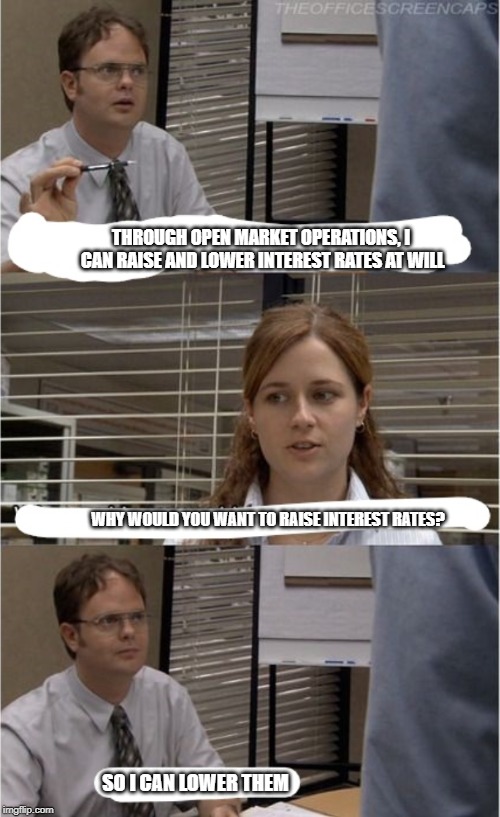 THEOFFICESCREENCAPS
THROUGH OPEN MARKET OPERATIONS, I
CAN RAISE AND LOWER INTEREST RATES AT WILL
WHY WOULD YOU WANT TO RAISE INTEREST RATES?
SO I CAN LOWER THEM
imgflip.com